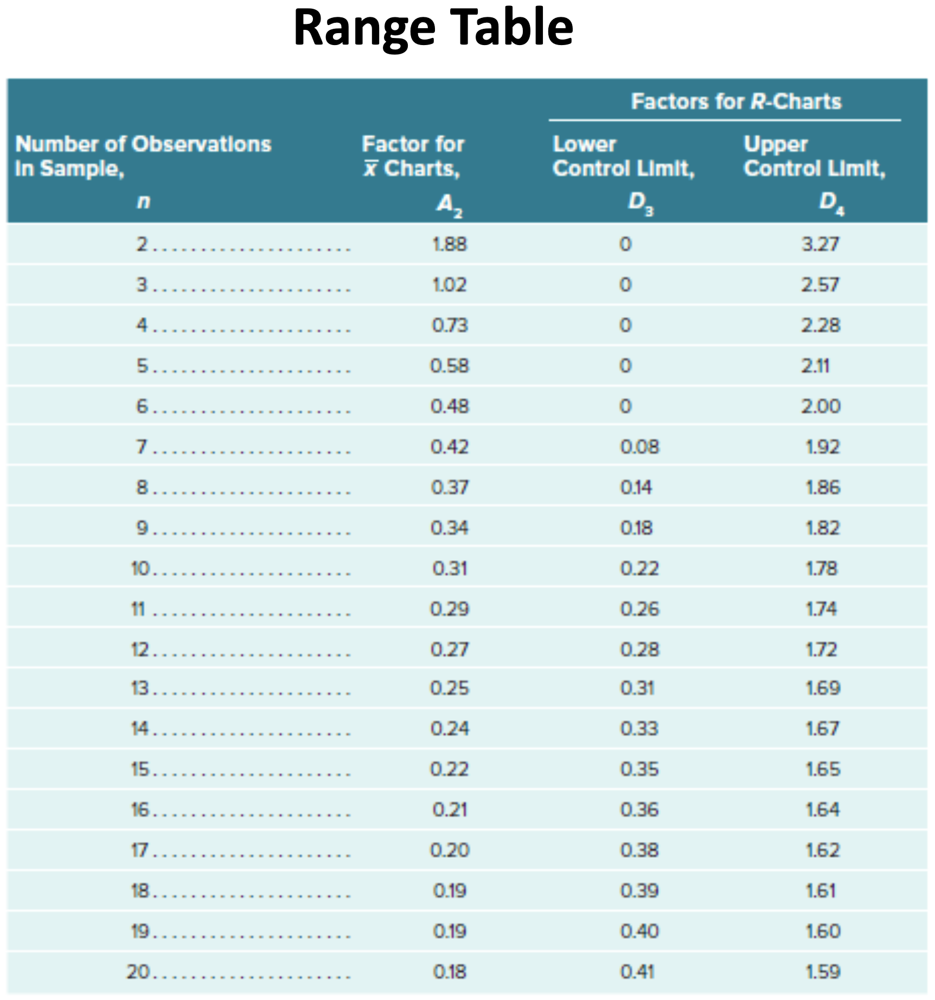 Range Table
Factors for R-Charts
Number of Observations In Sample, n
Factor for x̅ Charts, A₂
Lower Control Limit, D₃
Upper Control Limit, D₄
2..................... 1.88 0 3.27
3..................... 1.02 0 2.57
4..................... 0.73 0 2.28
5..................... 0.58 0 2.11
6..................... 0.48 0 2.00
7..................... 0.42 0.08 1.92
8..................... 0.37 0.14 1.86
9..................... 0.34 0.18 1.82
10..................... 0.31 0.22 1.78
11..................... 0.29 0.26 1.74
12..................... 0.27 0.28 1.72
13..................... 0.25 0.31 1.69
14..................... 0.24 0.33 1.67
15..................... 0.22 0.35 1.65
16..................... 0.21 0.36 1.64
17..................... 0.20 0.38 1.62
18..................... 0.19 0.39 1.61
19..................... 0.19 0.40 1.60
20..................... 0.18 0.41 1.59